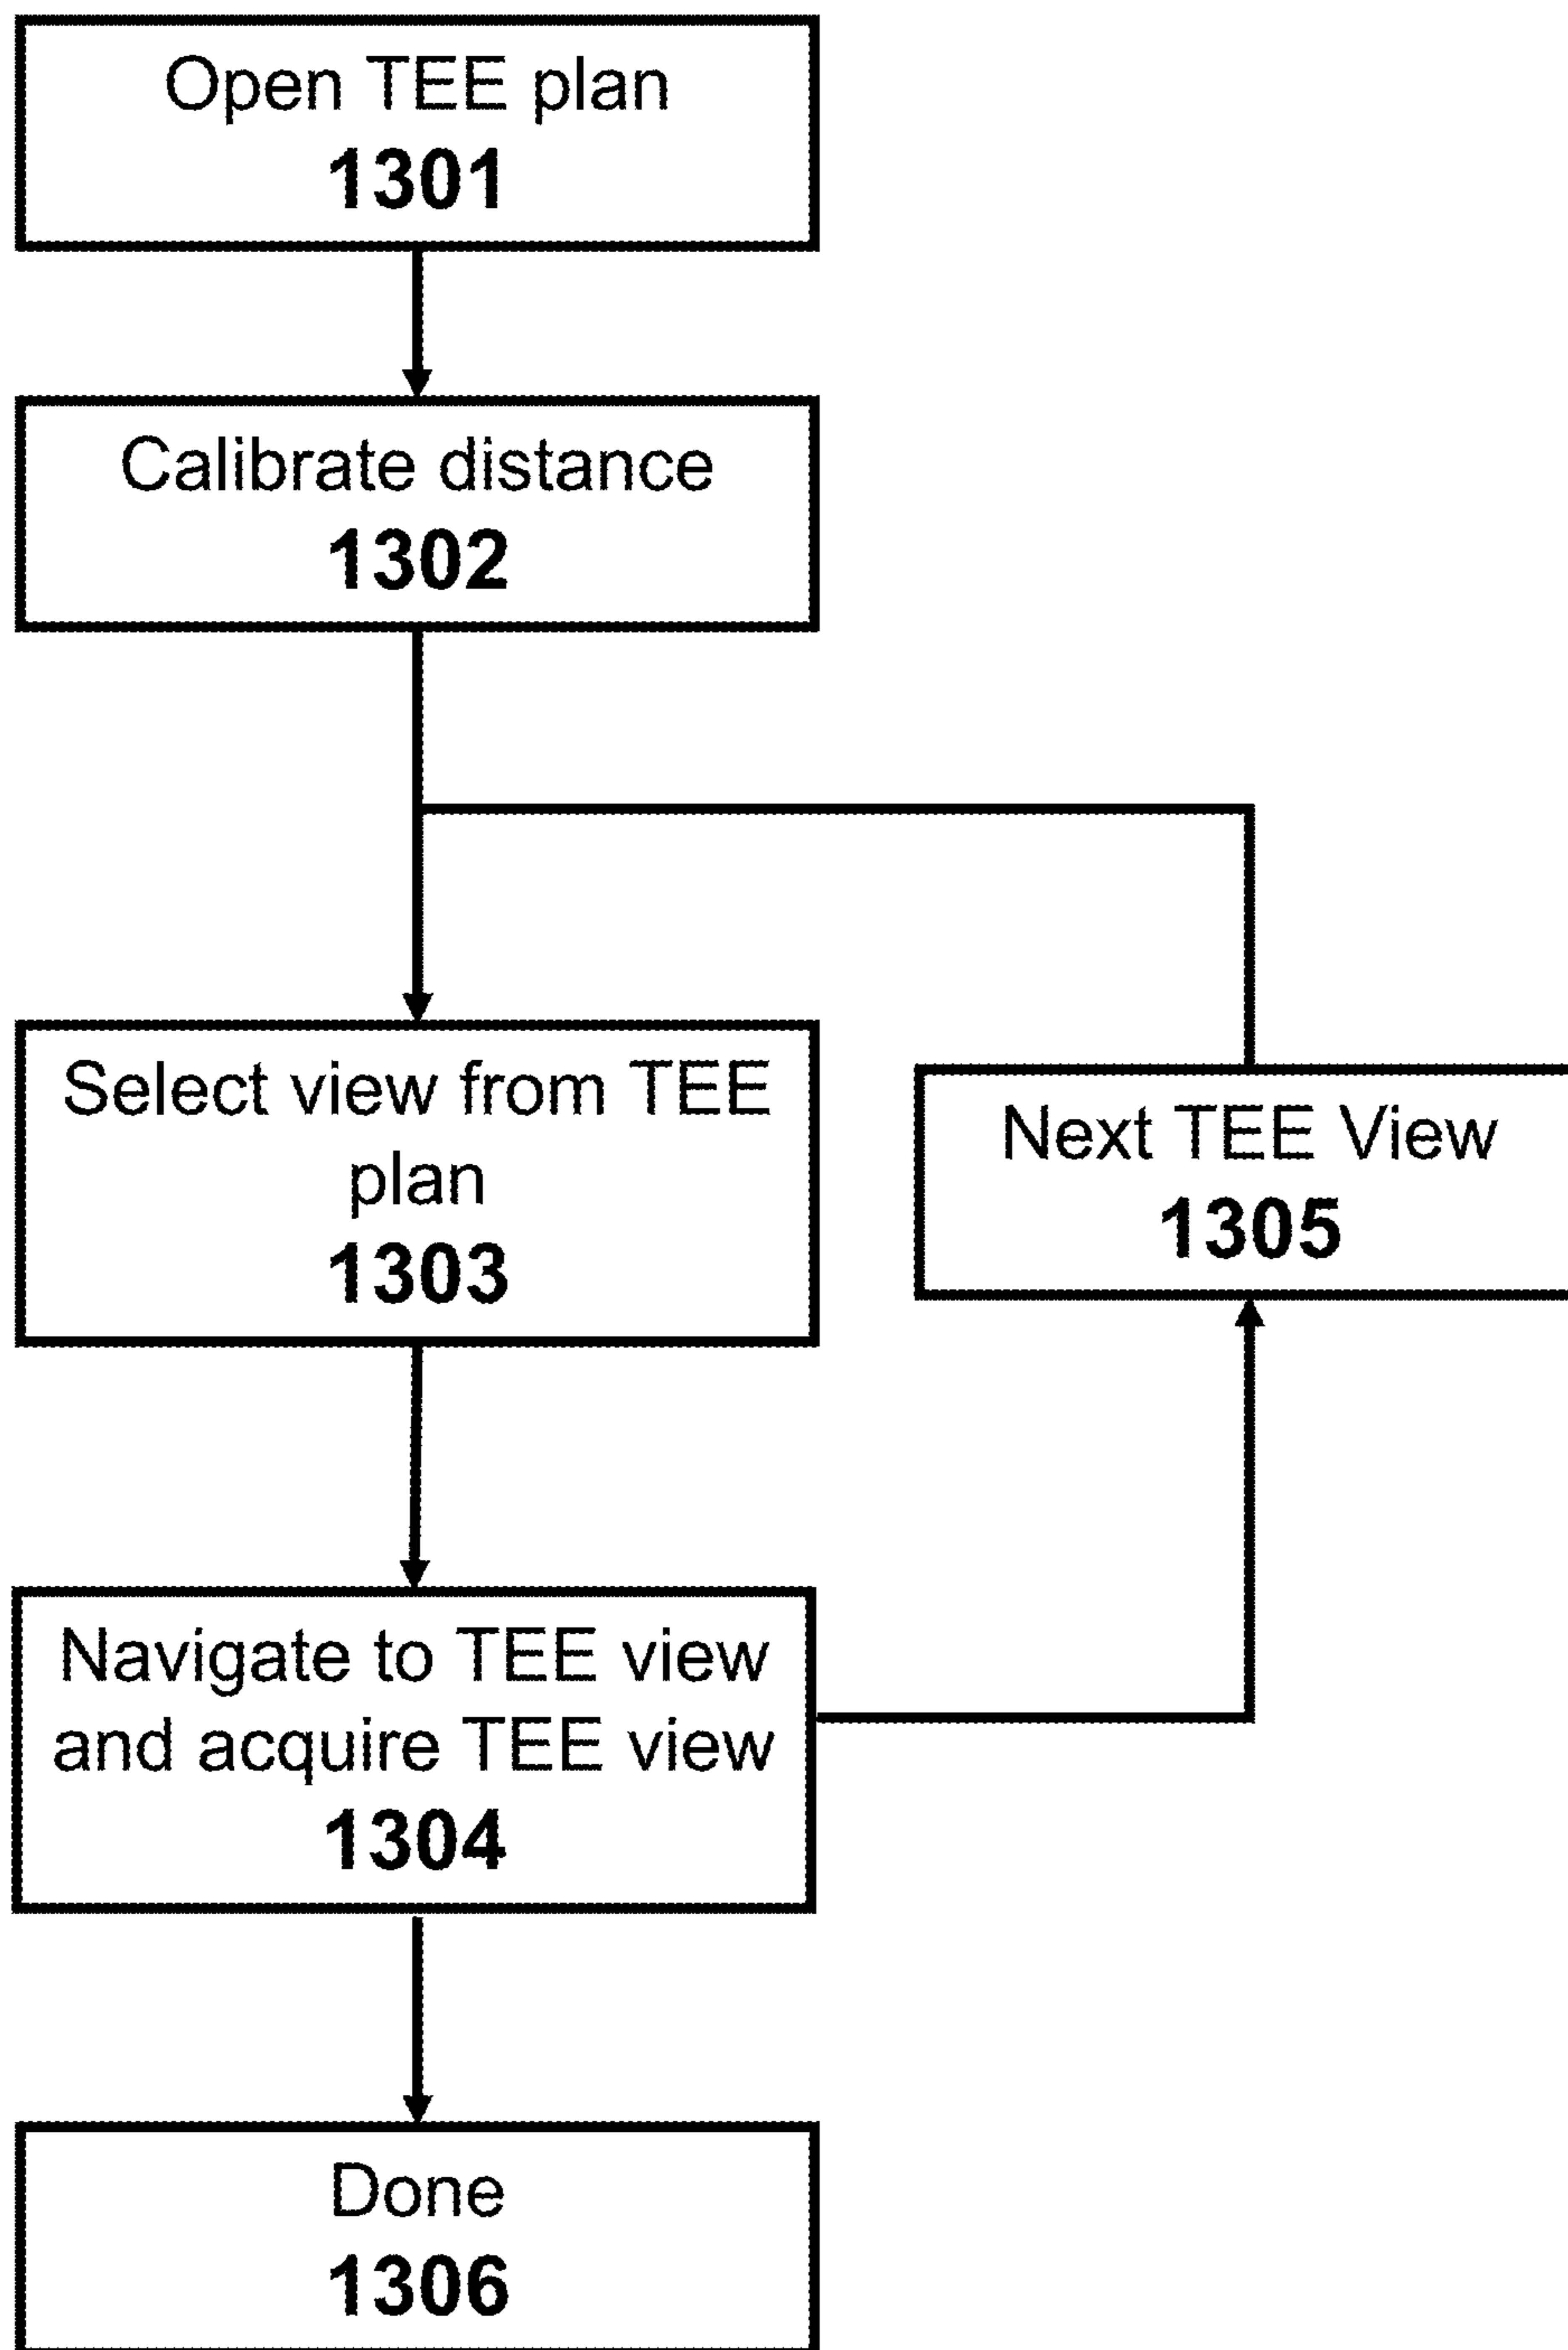 Open TEE plan
1301
Calibrate distance
1302
Select view from TEE
plan
1303
Next TEE View
1305
Navigate to TEE view
and acquire TEE view
1304
Done
1306